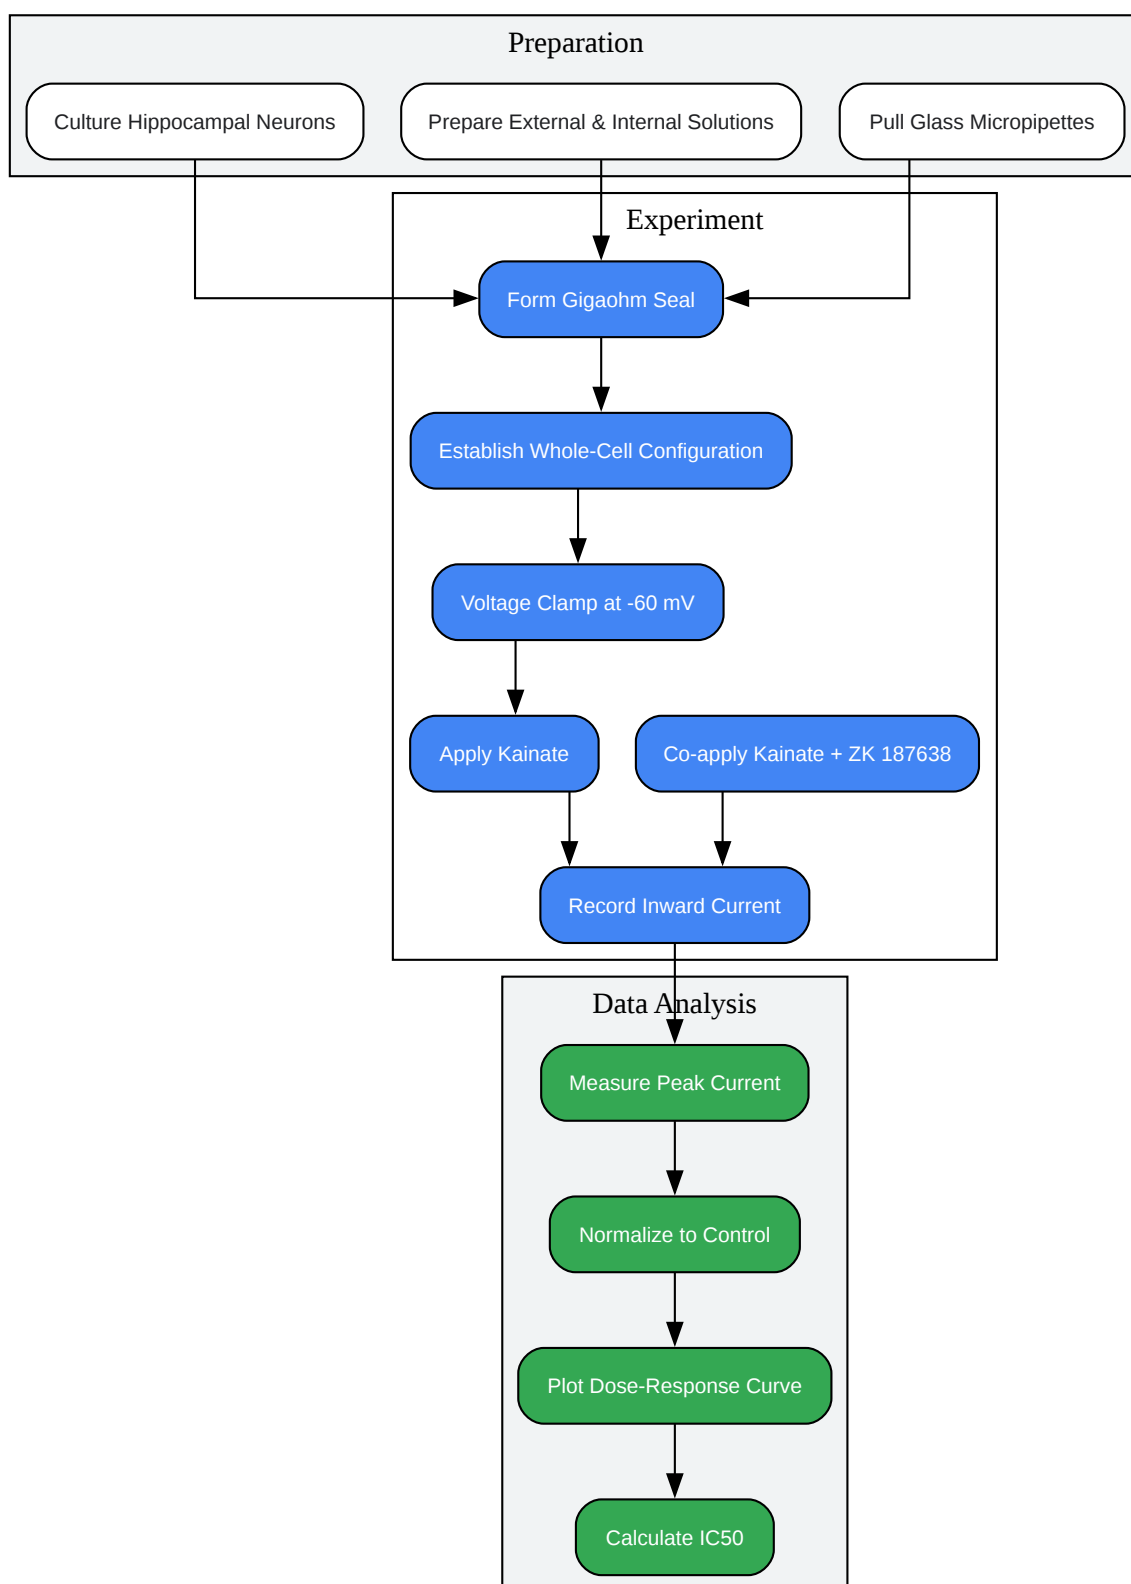 Preparation
Culture Hippocampal Neurons
Prepare External & Internal Solutions
Pull Glass Micropipettes
Experiment
Form Gigaohm Seal
Establish Whole-Cell Configuration
Voltage Clamp at -60 mV
Apply Kainate
Co-apply Kainate + ZK 187638
Record Inward Current
Data Analysis
Measure Peak Current
Normalize to Control
Plot Dose-Response Curve
Calculate IC50